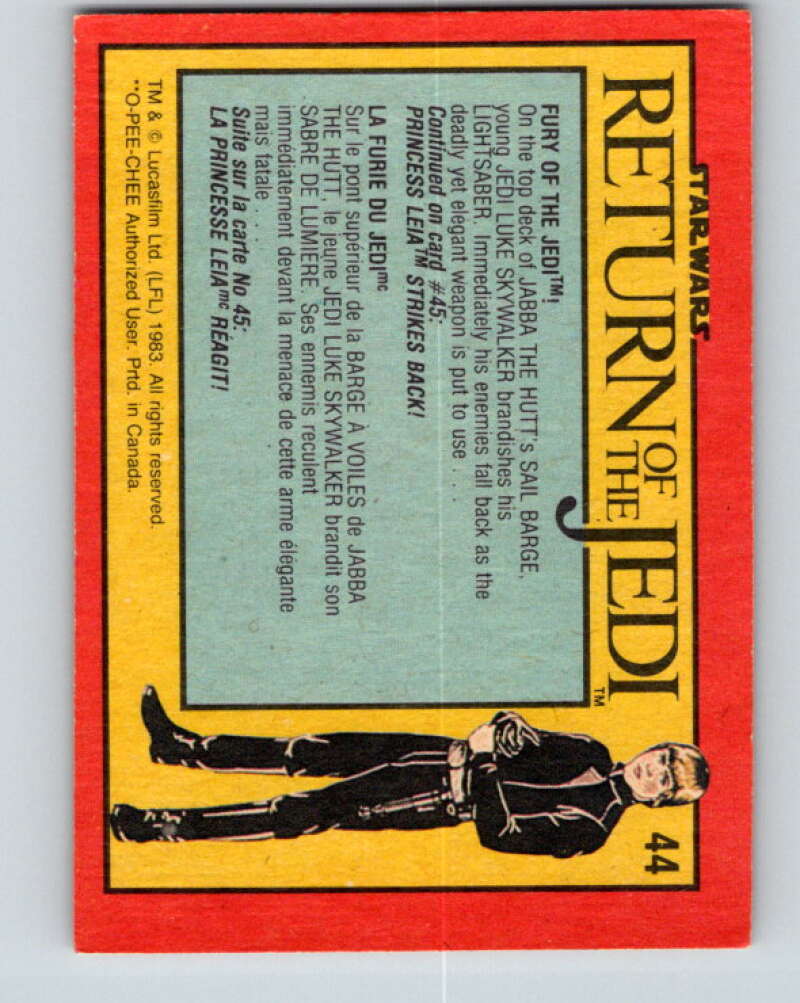 STAR WARS
RETURN OF THE JEDI™
44
FURY OF THE JEDI™!
On the top deck of JABBA THE HUTT's SAIL BARGE,
young JEDI LUKE SKYWALKER brandishes his
LIGHTSABER. Immediately his enemies fall back as the
deadly yet elegant weapon is put to use . . .
Continued on card #45:
PRINCESS LEIA™ STRIKES BACK!
LA FURIE DU JEDImc
Sur le pont supérieur de la BARGE À VOILES de JABBA
THE HUTT, le jeune JEDI LUKE SKYWALKER brandit son
SABRE DE LUMIÈRE. Ses ennemis reculent
immédiatement devant la menace de cette arme élégante
mais fatale . . .
Suite sur la carte No 45:
LA PRINCESSE LEIAmc RÉAGIT!
TM & © Lucasfilm Ltd. (LFL) 1983. All rights reserved.
**O-PEE-CHEE Authorized User. Prtd. in Canada.